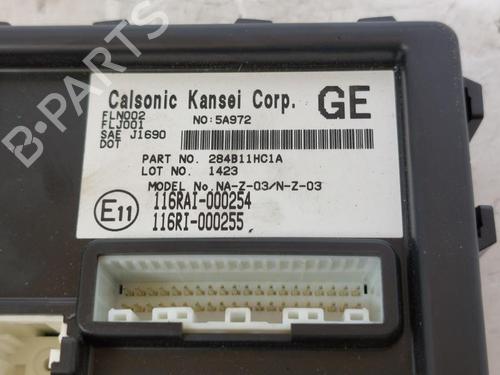 Calsonic Kansei Corp. GE
FLN002 NO:5A972
FLJ001
SAE J1690
DOT
PART NO. 284B11HC1A
LOT NO. 1423
MODEL No.NA-Z-03/N-Z-03
E11 116RAI-000254
116RI-000255
B-PARTS